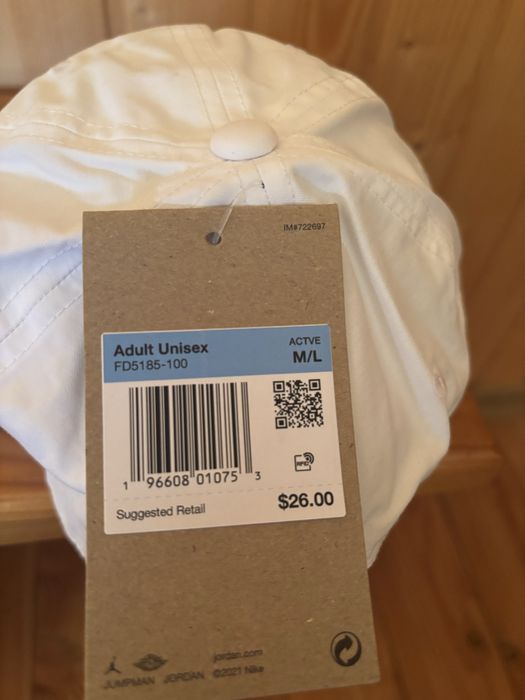 IM#722697
Adult Unisex
FD5185-100
ACTVE
M/L
1 96608 01075 3
RFID
Suggested Retail
$26.00
jordan.com
JUMPMAN JORDAN ©2021 Nike